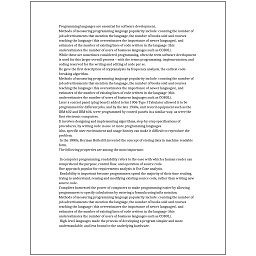 Programming languages are essential for software development.
Methods of measuring programming language popularity include: counting the number of
job advertisements that mention the language, the number of books sold and courses
teaching the language (this overestimates the importance of newer languages), and
estimates of the number of existing lines of code written in the language (this
underestimates the number of users of business languages such as COBOL).
While these are sometimes considered programming, often the term software development
is used for this larger overall process – with the terms programming, implementation, and
coding reserved for the writing and editing of code per se.
He gave the first description of cryptanalysis by frequency analysis, the earliest code-
breaking algorithm.
Methods of measuring programming language popularity include: counting the number of
job advertisements that mention the language, the number of books sold and courses
teaching the language (this overestimates the importance of newer languages), and
estimates of the number of existing lines of code written in the language (this
underestimates the number of users of business languages such as COBOL).
Later a control panel (plug board) added to his 1906 Type I Tabulator allowed it to be
programmed for different jobs, and by the late 1940s, unit record equipment such as the
IBM 602 and IBM 604, were programmed by control panels in a similar way, as were the
first electronic computers.
It involves designing and implementing algorithms, step-by-step specifications of
procedures, by writing code in one or more programming languages.
Also, specific user environment and usage history can make it difficult to reproduce the
problem.
In the 1880s, Herman Hollerith invented the concept of storing data in machine-readable
form.
The following properties are among the most important:

In computer programming, readability refers to the ease with which a human reader can
comprehend the purpose, control flow, and operation of source code.
One approach popular for requirements analysis is Use Case analysis.
Readability is important because programmers spend the majority of their time reading,
trying to understand, reusing and modifying existing source code, rather than writing new
source code.
Compilers harnessed the power of computers to make programming easier by allowing
programmers to specify calculations by entering a formula using infix notation.
Methods of measuring programming language popularity include: counting the number of
job advertisements that mention the language, the number of books sold and courses
teaching the language (this overestimates the importance of newer languages), and
estimates of the number of existing lines of code written in the language (this
underestimates the number of users of business languages such as COBOL).
High-level languages made the process of developing a program simpler and more
understandable, and less bound to the underlying hardware.